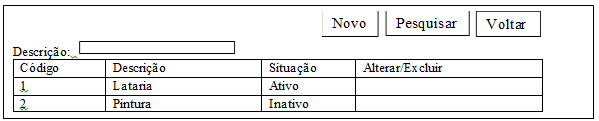 Novo Pesquisar Voltar
Descrição:
Código Descrição Situação Alterar/Excluir
1 Lataria Ativo
2 Pintura Inativo